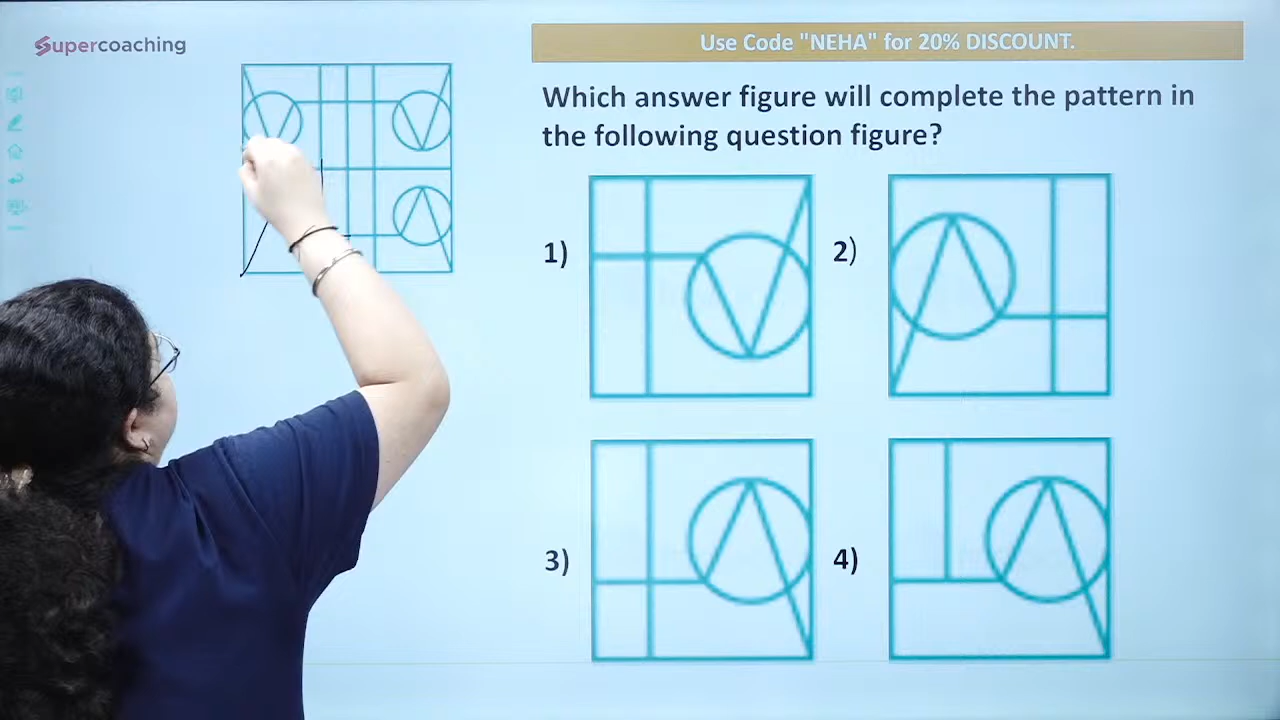 Supercoaching
Use Code "NEHA" for 20% DISCOUNT.
Which answer figure will complete the pattern in
the following question figure?
1)
2)
3)
4)